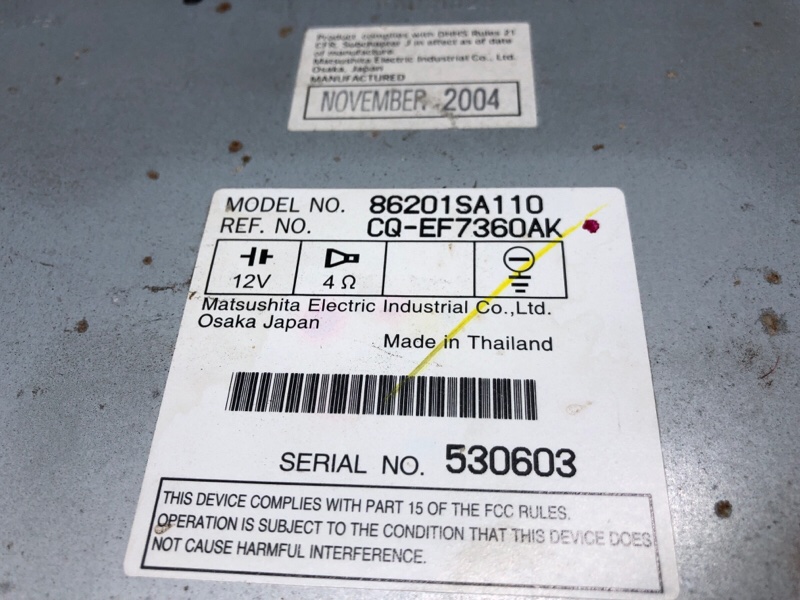 Product complies with DHHS Rules 21
CFR, Subchapter J in effect as of date
of manufacture.
Matsushita Electric Industrial Co., Ltd.
Osaka, Japan
MANUFACTURED
NOVEMBER 2004
MODEL NO. 86201SA110
REF. NO. CQ-EF7360AK
12V 4 Ω
Matsushita Electric Industrial Co.,Ltd.
Osaka Japan
Made in Thailand
SERIAL NO. 530603
THIS DEVICE COMPLIES WITH PART 15 OF THE FCC RULES.
OPERATION IS SUBJECT TO THE CONDITION THAT THIS DEVICE DOES
NOT CAUSE HARMFUL INTERFERENCE.